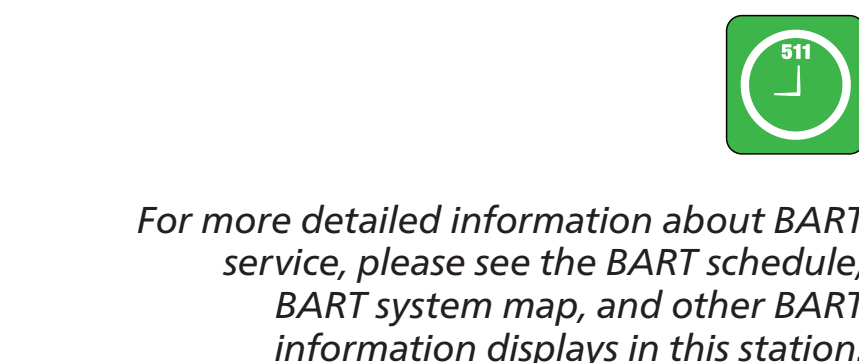 511
For more detailed information about BART
service, please see the BART schedule,
BART system map, and other BART
information displays in this station.